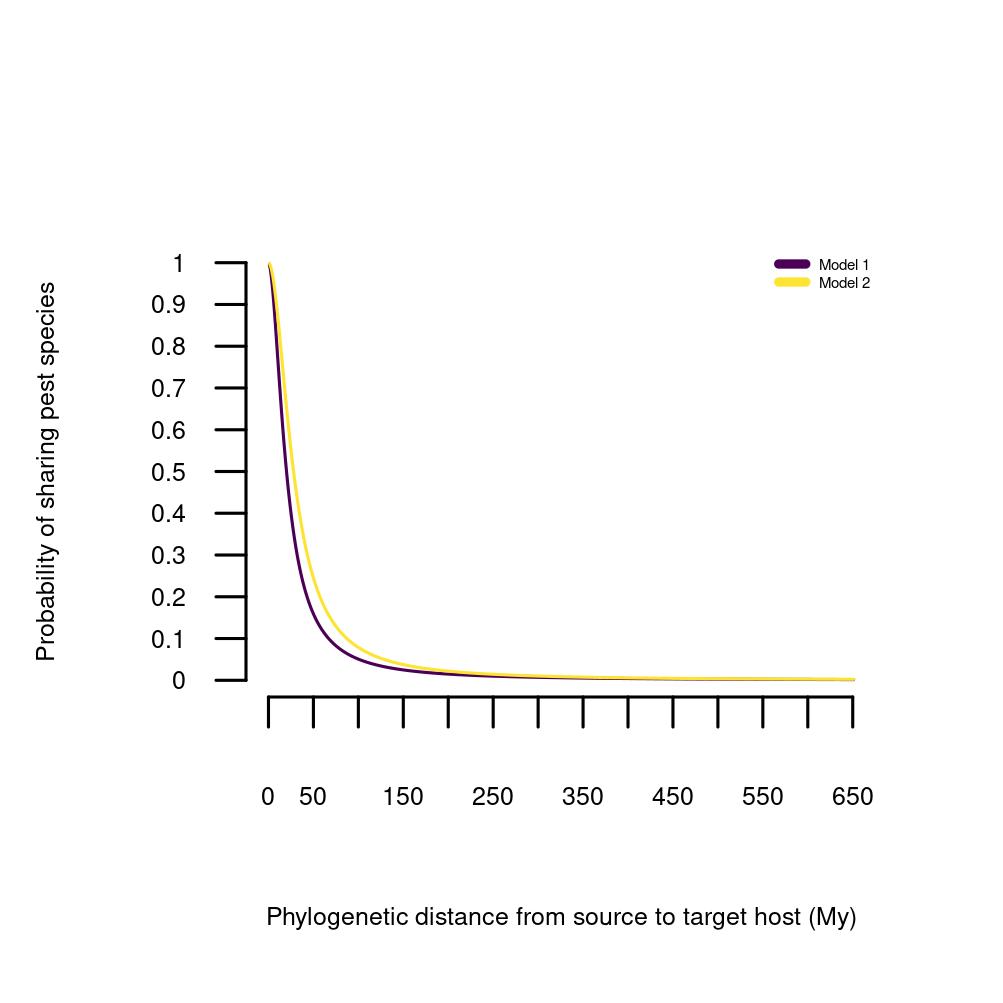 Probability of sharing pest species
1
0.9
0.8
0.7
0.6
0.5
0.4
0.3
0.2
0.1
0
Model 1
Model 2
0 50 150 250 350 450 550 650
Phylogenetic distance from source to target host (My)